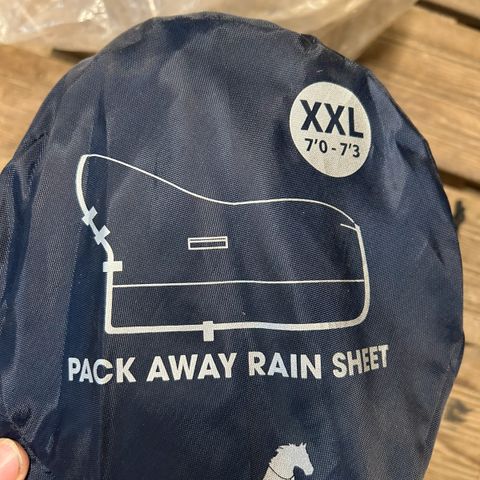 XXL
7'0 - 7'3
PACK AWAY RAIN SHEET